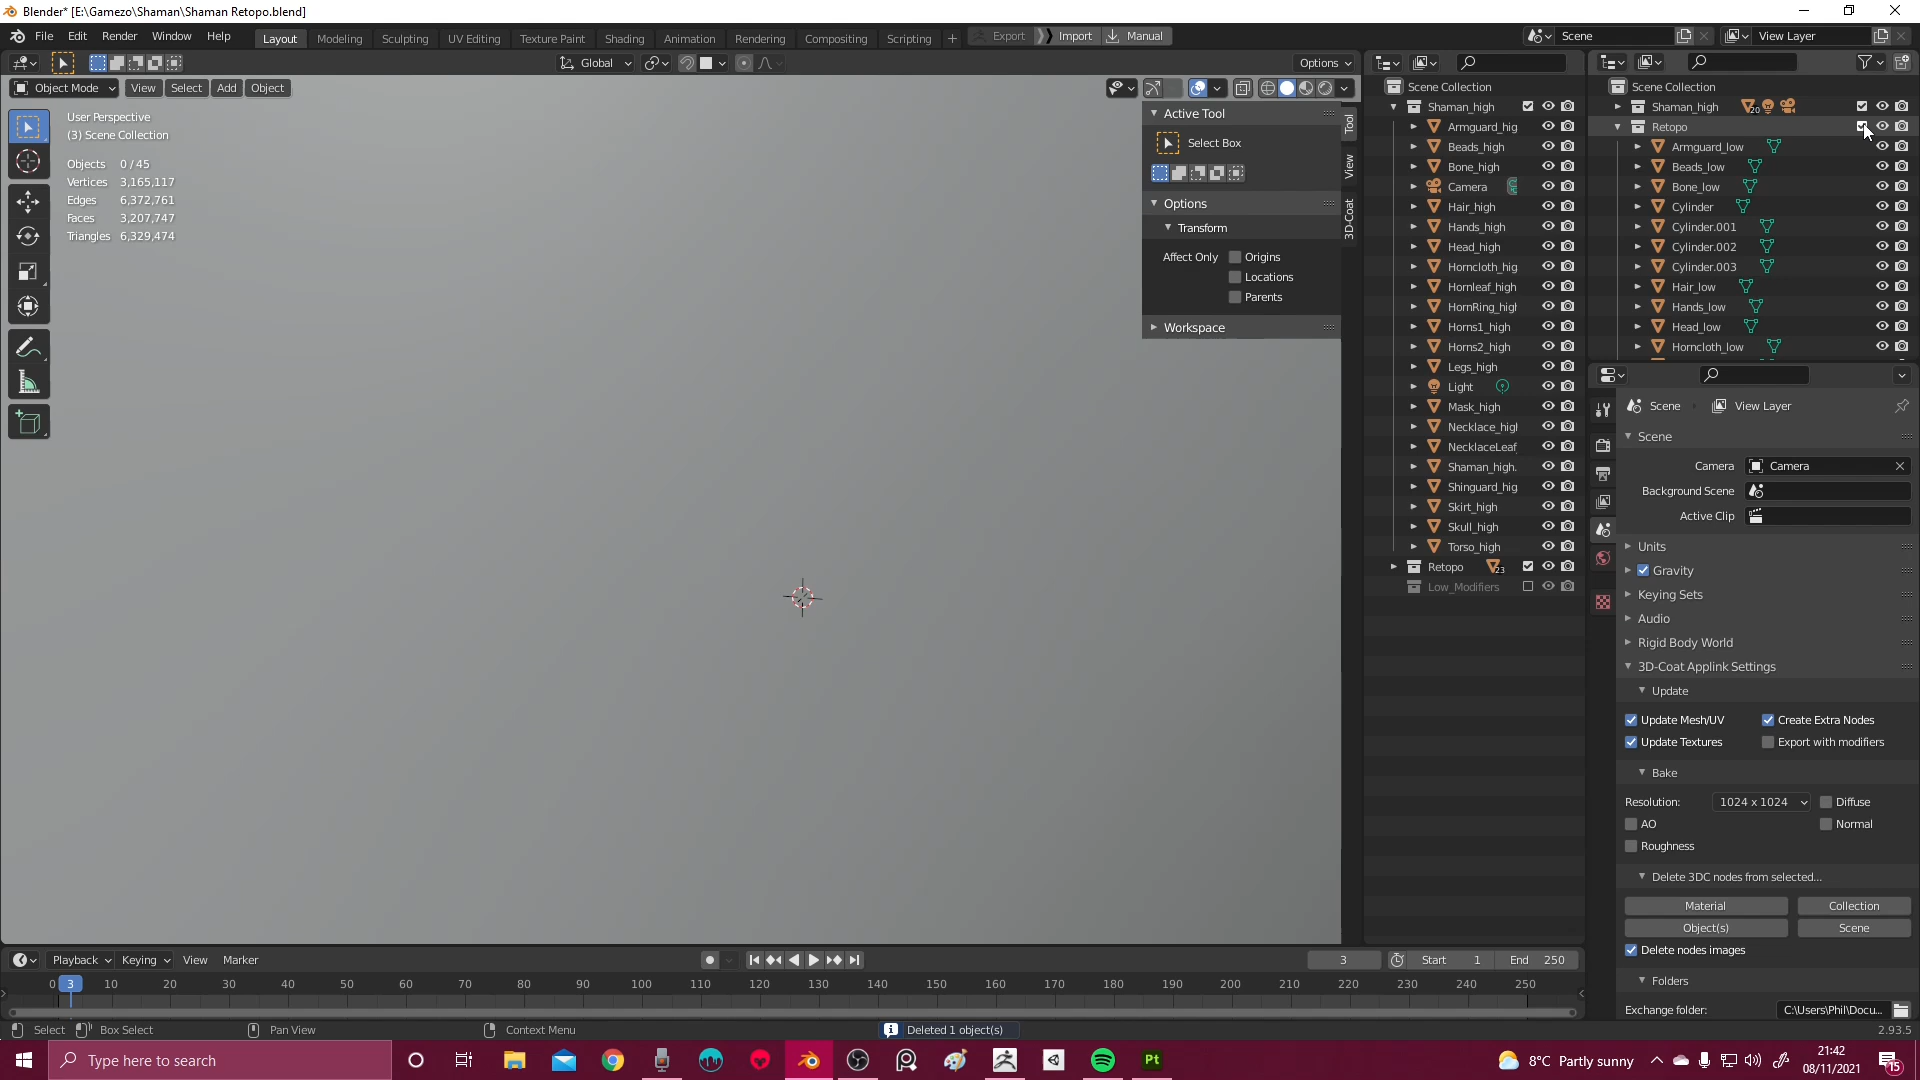 Blender* [E:\Gamezo\Shaman\Shaman Retopo.blend]
File Edit Render Window Help
Layout Modeling Sculpting UV Editing Texture Paint Shading Animation Rendering Compositing Scripting + Export Import Manual
Scene View Layer
Global Options
Object Mode View Select Add Object
User Perspective
(3) Scene Collection
Objects 0/45
Vertices 3,165,117
Edges 6,372,761
Faces 3,207,747
Triangles 6,329,474
Active Tool
Select Box
Options
Transform
Affect Only Origins
Locations
Parents
Workspace
Tool
View
3D-Coat
Scene Collection
Shaman_high
Armguard_hig
Beads_high
Bone_high
Camera
Hair_high
Hands_high
Head_high
Horncloth_hig
Hornleaf_high
HornRing_high
Horns1_high
Horns2_high
Legs_high
Light
Mask_high
Necklace_high
NecklaceLeaf
Shaman_high.
Shinguard_hig
Skirt_high
Skull_high
Torso_high
Retopo 23
Low_Modifiers
Scene Collection
Shaman_high 20
Retopo
Armguard_low
Beads_low
Bone_low
Cylinder
Cylinder.001
Cylinder.002
Cylinder.003
Hair_low
Hands_low
Head_low
Horncloth_low
Scene View Layer
Scene
Camera Camera
Background Scene
Active Clip
Units
Gravity
Keying Sets
Audio
Rigid Body World
3D-Coat Applink Settings
Update
Update Mesh/UV Create Extra Nodes
Update Textures Export with modifiers
Bake
Resolution: 1024 x 1024 Diffuse
AO Normal
Roughness
Delete 3DC nodes from selected...
Material Collection
Object(s) Scene
Delete nodes images
Folders
Exchange folder: C:\Users\Phil\Docu...
Playback Keying View Marker 3 Start 1 End 250
0 3 10 20 30 40 50 60 70 80 90 100 110 120 130 140 150 160 170 180 190 200 210 220 230 240 250
Select Box Select Pan View Context Menu Deleted 1 object(s) 2.93.5
Type here to search
Pt
8°C Partly sunny
21:42
08/11/2021
15